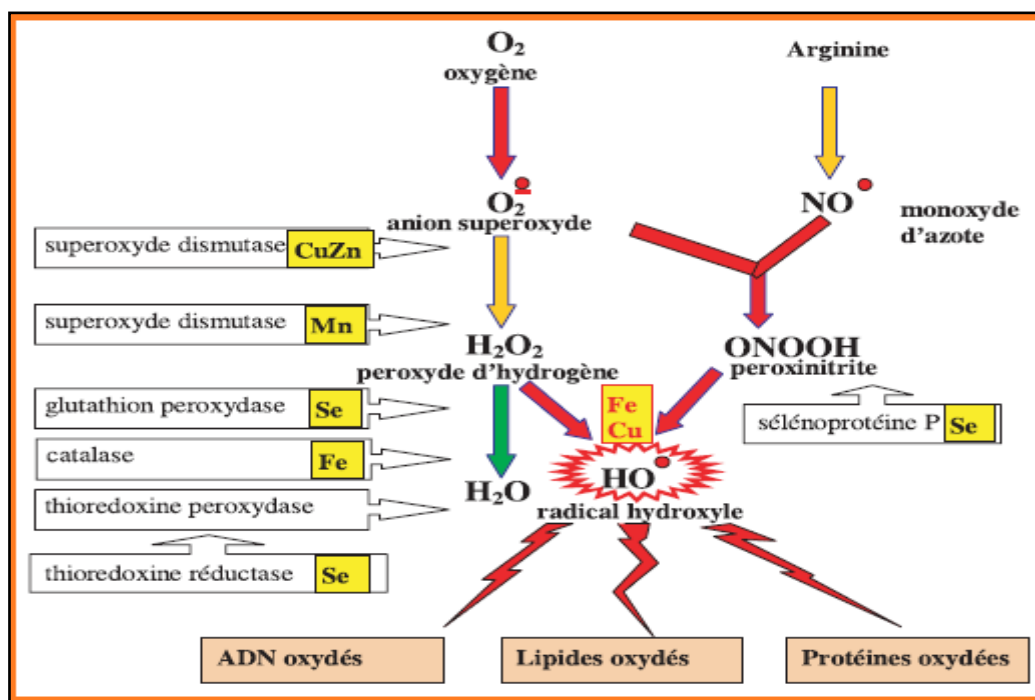 O₂
oxygène
Arginine
O₂•
anion superoxyde
NO•
monoxyde
d'azote
superoxyde dismutase CuZn
superoxyde dismutase Mn
H₂O₂
peroxyde d'hydrogène
ONOOH
peroxinitrite
glutathion peroxydase Se
Fe
Cu
sélénoprotéine P Se
catalase Fe
HO•
H₂O
radical hydroxyle
thioredoxine peroxydase
thioredoxine réductase Se
ADN oxydés
Lipides oxydés
Protéines oxydées